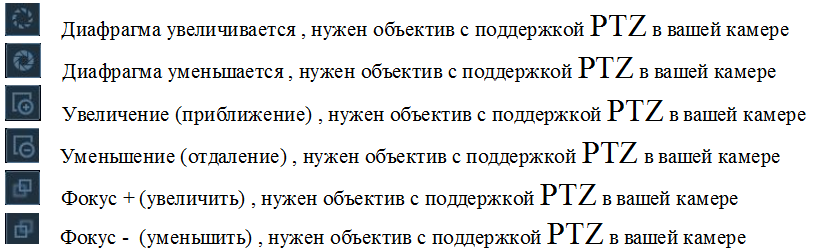 Диафрагма увеличивается , нужен объектив с поддержкой PTZ в вашей камере
Диафрагма уменьшается , нужен объектив с поддержкой PTZ в вашей камере
Увеличение (приближение) , нужен объектив с поддержкой PTZ в вашей камере
Уменьшение (отдаление) , нужен объектив с поддержкой PTZ в вашей камере
Фокус + (увеличить) , нужен объектив с поддержкой PTZ в вашей камере
Фокус - (уменьшить) , нужен объектив с поддержкой PTZ в вашей камере